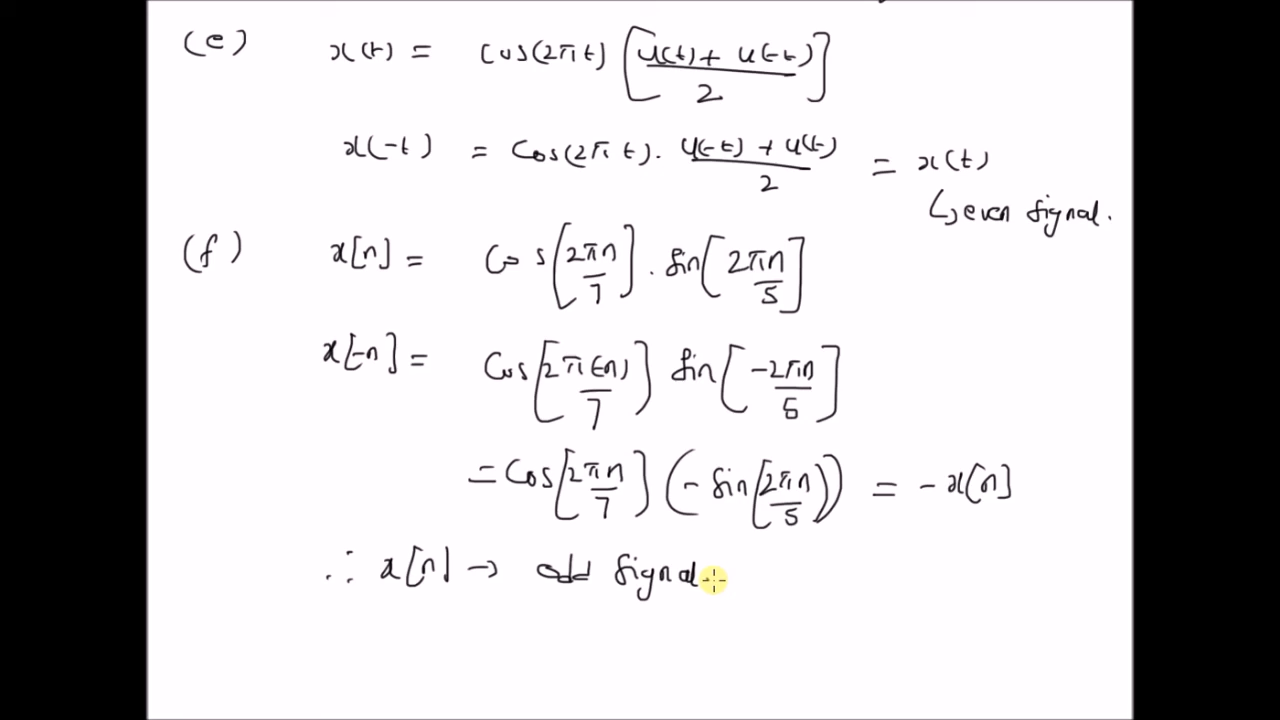 (e) x(t) = Cos(2πt) [u(t) + u(-t) / 2]
x(-t) = Cos(2πt). u(-t) + u(t) / 2 = x(t)
↳ even signal.
(f) x[n] = Cos[2πn/7] . sin[2πn/5]
x[-n] = Cos[2π(-n)/7] sin[-2πn/5]
= Cos[2πn/7] (- sin[2πn/5]) = - x[n]
∴ x[n] → odd signal